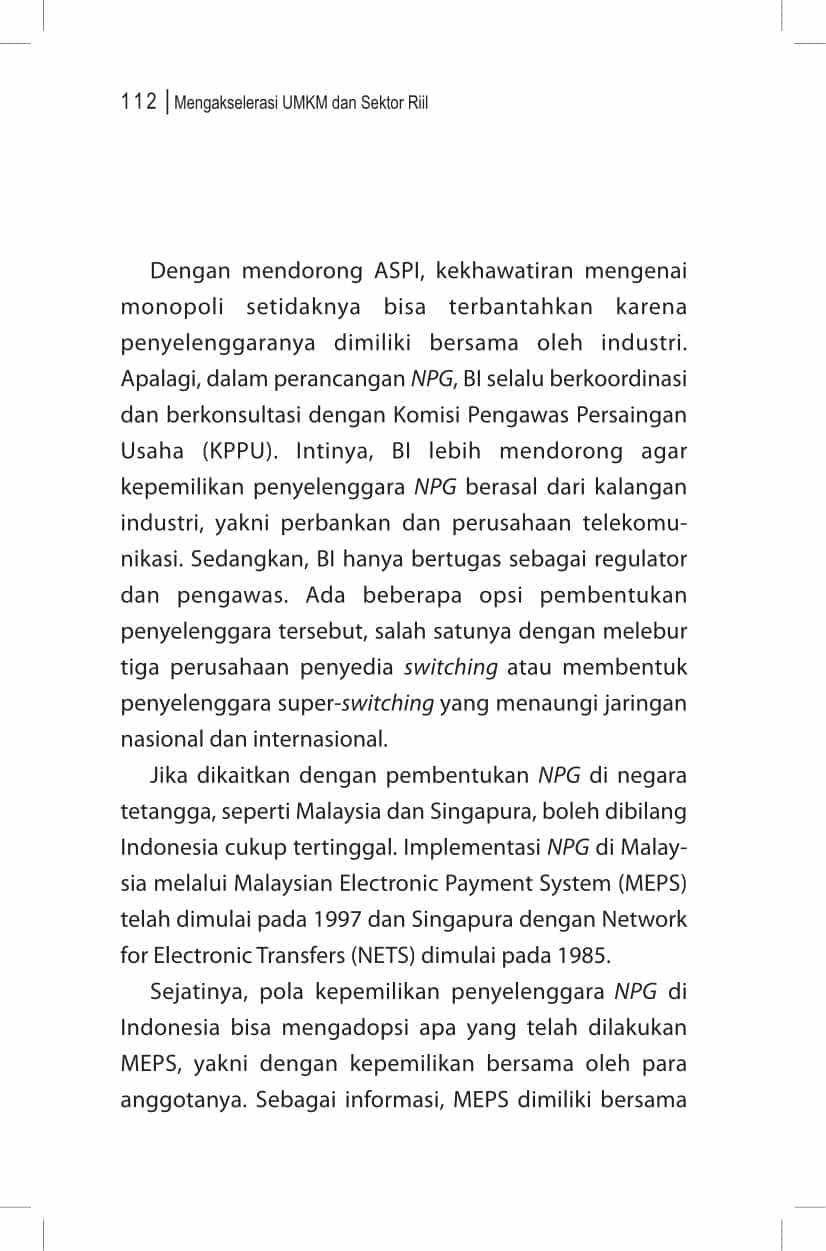 112 | Mengakselerasi UMKM dan Sektor Riil
Dengan mendorong ASPI, kekhawatiran mengenai
monopoli setidaknya bisa terbantahkan karena
penyelenggaranya dimiliki bersama oleh industri.
Apalagi, dalam perancangan NPG, BI selalu berkoordinasi
dan berkonsultasi dengan Komisi Pengawas Persaingan
Usaha (KPPU). Intinya, BI lebih mendorong agar
kepemilikan penyelenggara NPG berasal dari kalangan
industri, yakni perbankan dan perusahaan telekomu-
nikasi. Sedangkan, BI hanya bertugas sebagai regulator
dan pengawas. Ada beberapa opsi pembentukan
penyelenggara tersebut, salah satunya dengan melebur
tiga perusahaan penyedia switching atau membentuk
penyelenggara super-switching yang menaungi jaringan
nasional dan internasional.
Jika dikaitkan dengan pembentukan NPG di negara
tetangga, seperti Malaysia dan Singapura, boleh dibilang
Indonesia cukup tertinggal. Implementasi NPG di Malay-
sia melalui Malaysian Electronic Payment System (MEPS)
telah dimulai pada 1997 dan Singapura dengan Network
for Electronic Transfers (NETS) dimulai pada 1985.
Sejatinya, pola kepemilikan penyelenggara NPG di
Indonesia bisa mengadopsi apa yang telah dilakukan
MEPS, yakni dengan kepemilikan bersama oleh para
anggotanya. Sebagai informasi, MEPS dimiliki bersama